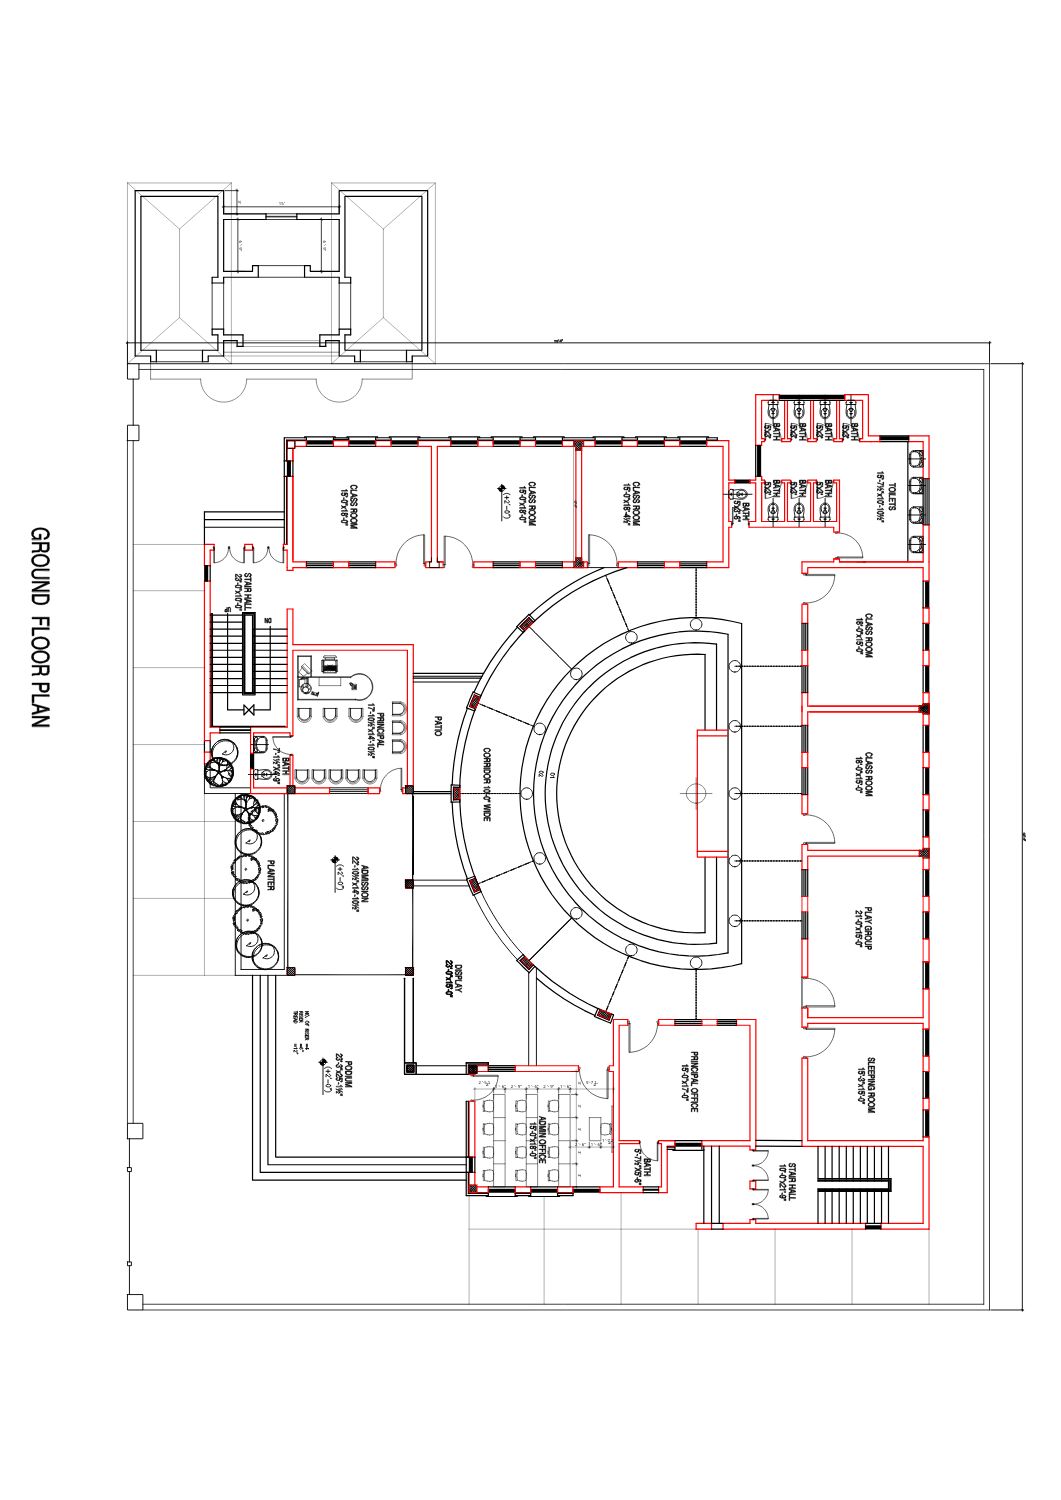 TOILETS
15'-7½"x10'-10½"
CLASS ROOM
18'-0"x15'-0"
CLASS ROOM
18'-0"x15'-0"
PLAY GROUP
21'-0"x15'-0"
SLEEPING ROOM
15'-3"x15'-0"
BATH
5'x3'
BATH
5'x3'
BATH
5'x3'
BATH
5'x3'
BATH
5'x3'
BATH
5'x3'
BATH
5'x3'
BATH
5'x3'-6"
STAIR HALL
10'-0"x21'-9"
PRINCIPAL OFFICE
15'-0"x17'-0"
BATH
5'-7½"x5'-6"
CLASS ROOM
15'-0"x18'-4½"
CLASS ROOM
15'-0"x18'-0"
(+2'-0")
01
02
ADMIN OFFICE
15'-0"x18'-0"
CORRIDOR 10'-0" WIDE
DISPLAY
23'-0"x15'-0"
PATIO
PRINCIPAL
17'-10½"x14'-10½"
ADMISSION
22'-10½"x14'-10½"
(+2'-0")
CLASS ROOM
15'-0"x18'-0"
PODIUM
23'-3"x25'-1½"
(+2'-0")
NO. OF RISER =4
RISER =6"
TREAD =12"
BATH
7'-1½"X4'-9"
PLANTER
STAIR HALL
23'-0"x10'-0"
DN
UP
GROUND FLOOR PLAN